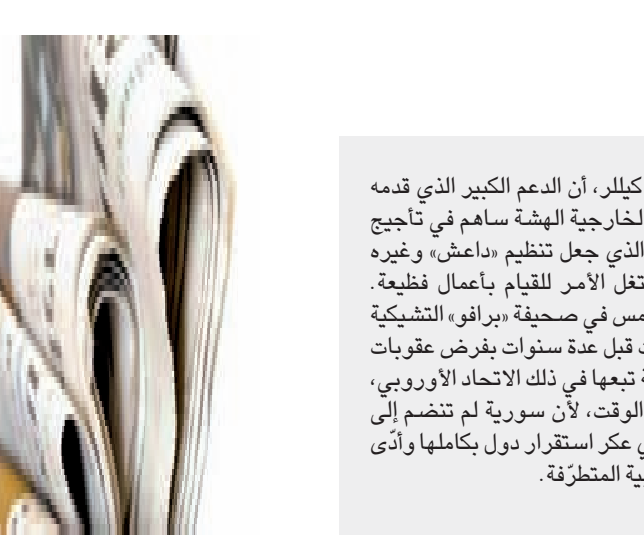 كيللر، أن الدعم الكبير الذي قدمه
لخارجية الهشة ساهم في تأجيج
الذي جعل تنظيم «داعش» وغيره
تغل الأمر للقيام بأعمال فظيعة.
مس في صحيفة «برافو» التشيكية
ت قبل عدة سنوات بفرض عقوبات
ة تبعها في ذلك الاتحاد الأوروبي،
الوقت، لأن سورية لم تنضم إلى
ي عكر استقرار دول بكاملها وأدّى
ية المتطرّفة.